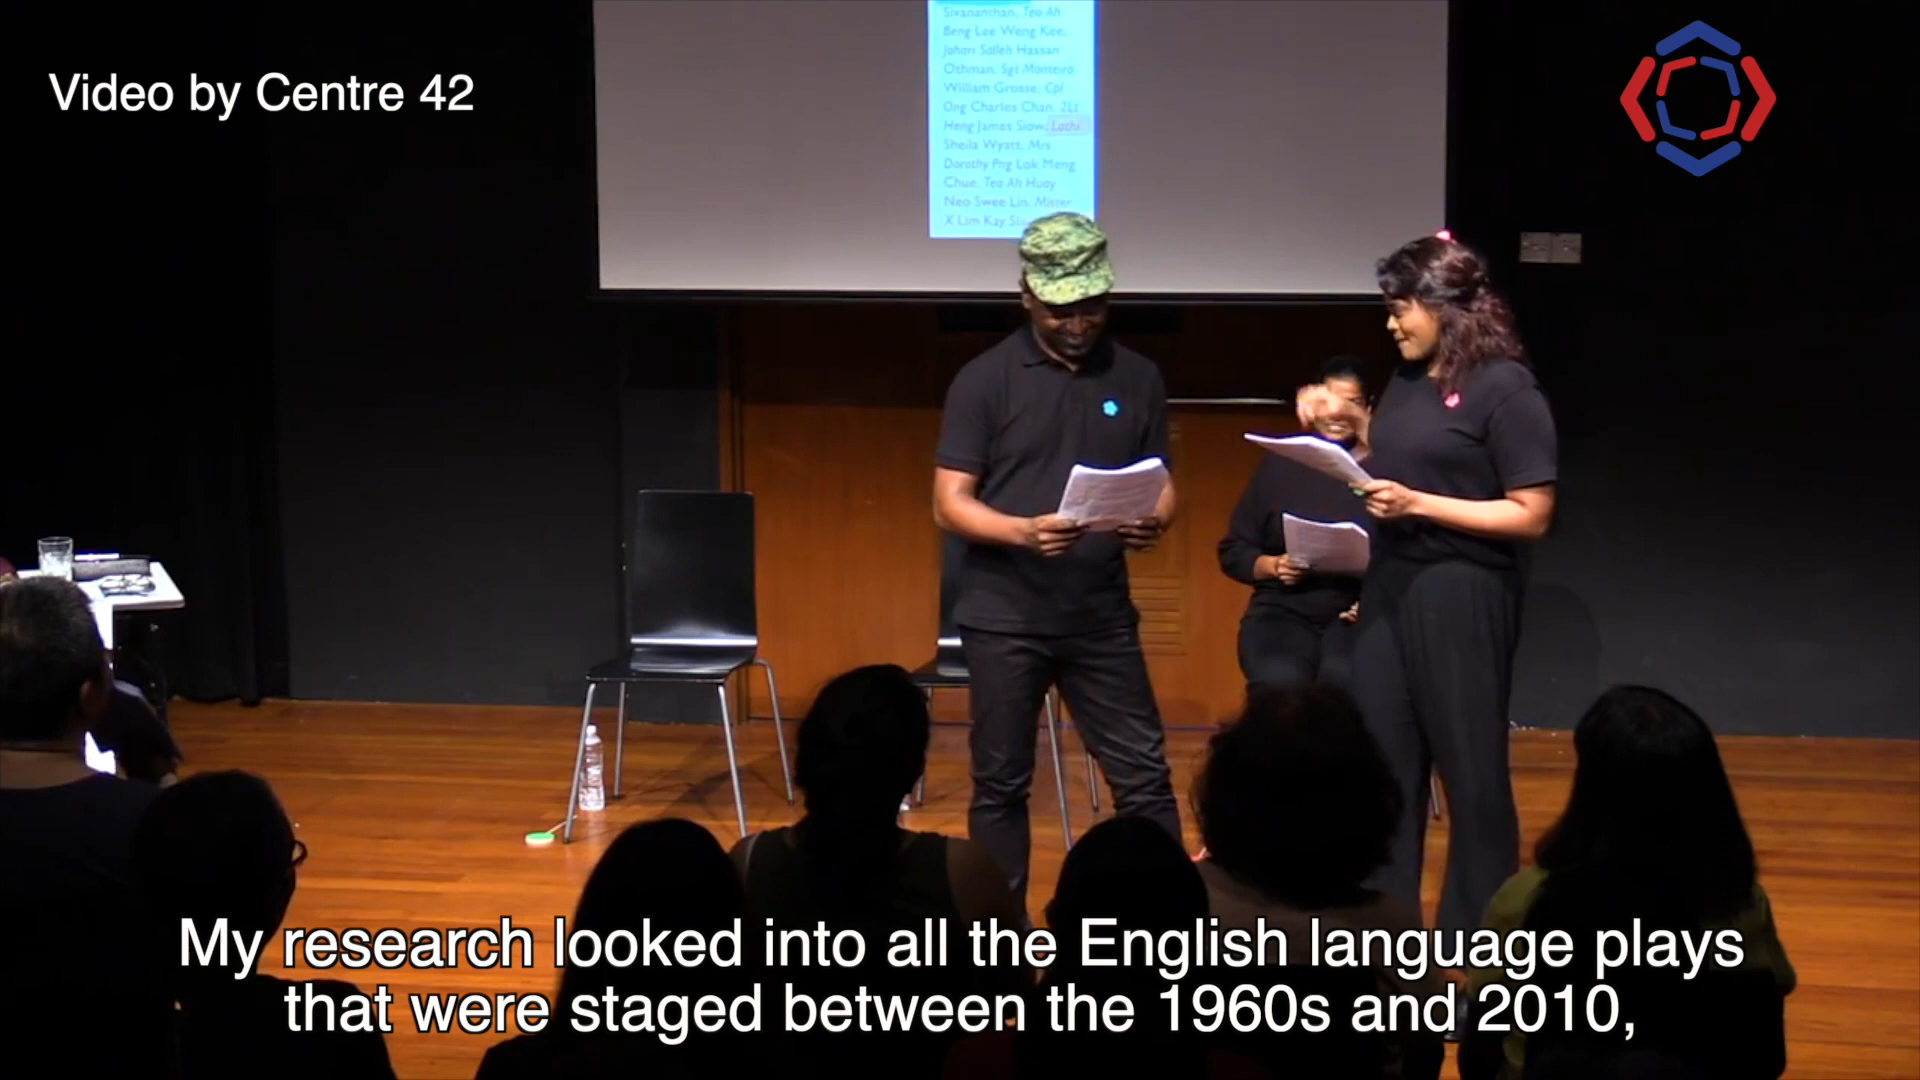 Video by Centre 42
Sivananthan, Teo Ah
Beng Lee Weng Kee,
Johari Salleh Hassan
Othman, Sgt Monteiro
William Grosse, Cpl
Ong Charles Chan, 2Lt
Heng James Siow, Lathi
Sheila Wyatt, Mrs
Dorothy Png Lok Meng
Chue, Teo Ah Huay
Neo Swee Lin, Mister
X Lim Kay
My research looked into all the English language plays
that were staged between the 1960s and 2010,